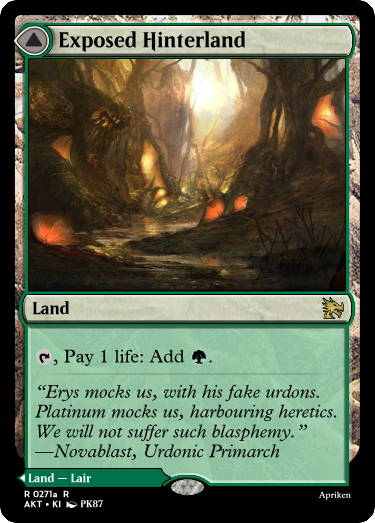 Exposed Hinterland
Land
, Pay 1 life: Add .
“Erys mocks us, with his fake urdons.
Platinum mocks us, harbouring heretics.
We will not suffer such blasphemy.”
—Novablast, Urdonic Primarch
Land — Lair
R 0271a R
Apriken
AKT • KI PK87